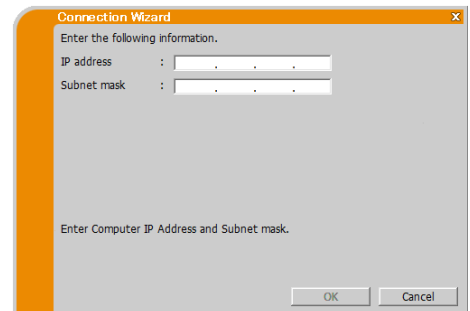 Connection Wizard x
Enter the following information.
IP address : . . .
Subnet mask : . . .
Enter Computer IP Address and Subnet mask.
OK Cancel